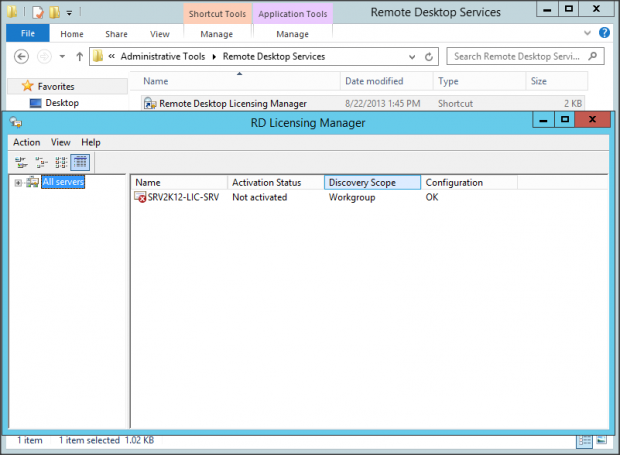 Shortcut Tools Application Tools Remote Desktop Services
File Home Share View Manage Manage
« Administrative Tools Remote Desktop Services Search Remote Desktop Servi...
Favorites Name Date modified Type Size
Desktop Remote Desktop Licensing Manager 8/22/2013 1:45 PM Shortcut 2 KB
RD Licensing Manager
Action View Help
All servers Name Activation Status Discovery Scope Configuration
SRV2K12-LIC-SRV Not activated Workgroup OK
1 item 1 item selected 1.02 KB